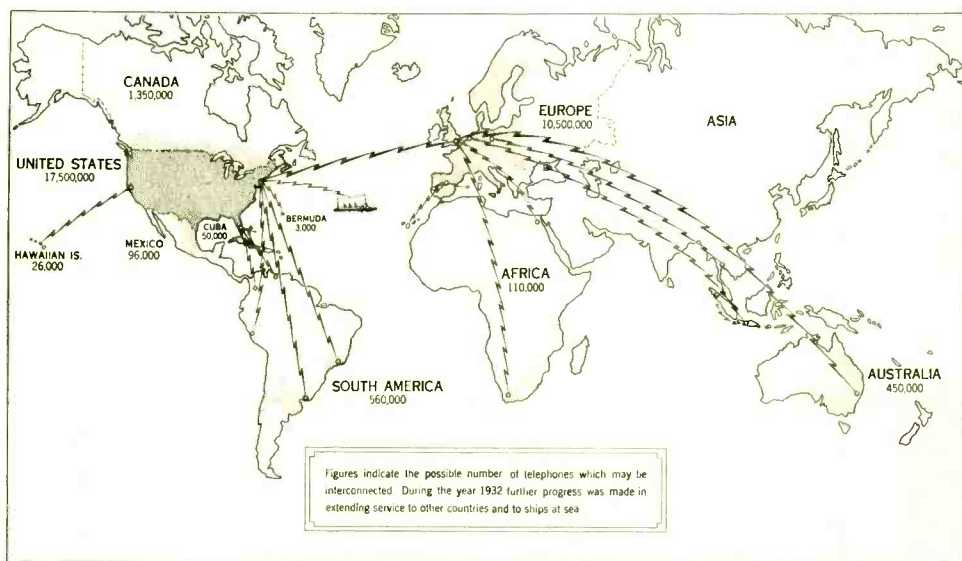 CANADA
1,350,000
EUROPE
10,500,000
ASIA
UNITED STATES
17,500,000
BERMUDA
3,000
CUBA
50,000
HAWAIIAN IS.
26,000
MEXICO
96,000
AFRICA
110,000
SOUTH AMERICA
560,000
AUSTRALIA
450,000
Figures indicate the possible number of telephones which may be
interconnected. During the year 1932 further progress was made in
extending service to other countries and to ships at sea